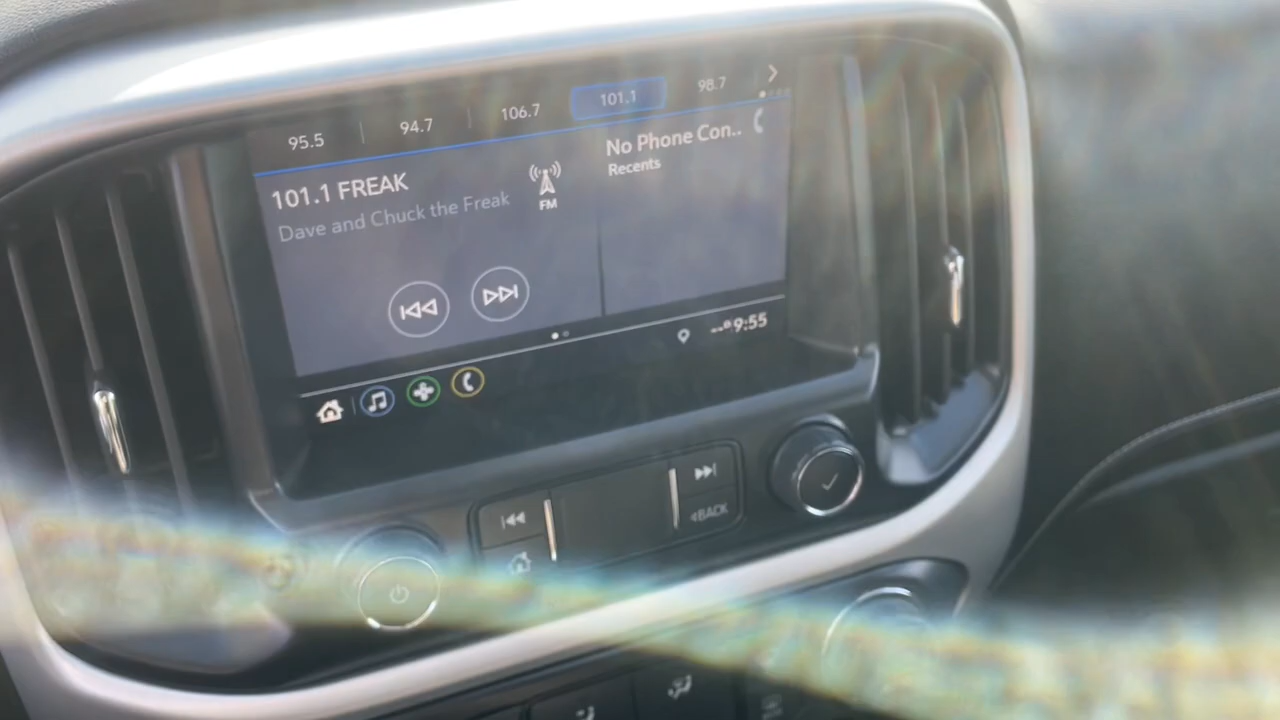 95.5 94.7 106.7 101.1 98.7
101.1 FREAK
Dave and Chuck the Freak
FM
No Phone Con..
Recents
--° 9:55
BACK